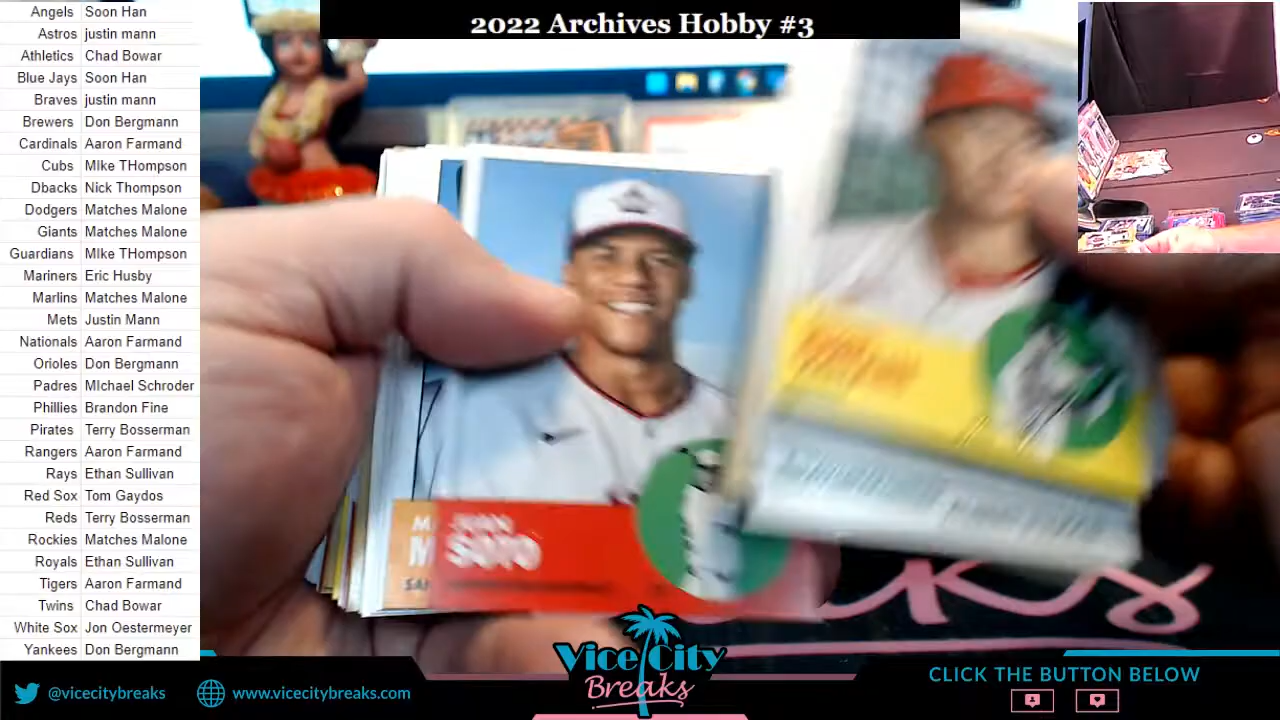 2022 Archives Hobby #3
Angels Soon Han
Astros justin mann
Athletics Chad Bowar
Blue Jays Soon Han
Braves justin mann
Brewers Don Bergmann
Cardinals Aaron Farmand
Cubs MIke THompson
Dbacks Nick Thompson
Dodgers Matches Malone
Giants Matches Malone
Guardians MIke THompson
Mariners Eric Husby
Marlins Matches Malone
Mets Justin Mann
Nationals Aaron Farmand
Orioles Don Bergmann
Padres MIchael Schroder
Phillies Brandon Fine
Pirates Terry Bosserman
Rangers Aaron Farmand
Rays Ethan Sullivan
Red Sox Tom Gaydos
Reds Terry Bosserman
Rockies Matches Malone
Royals Ethan Sullivan
Tigers Aaron Farmand
Twins Chad Bowar
White Sox Jon Oestermeyer
Yankees Don Bergmann
JUAN
SOTO
Vice City
Breaks
@vicecitybreaks
www.vicecitybreaks.com
CLICK THE BUTTON BELOW